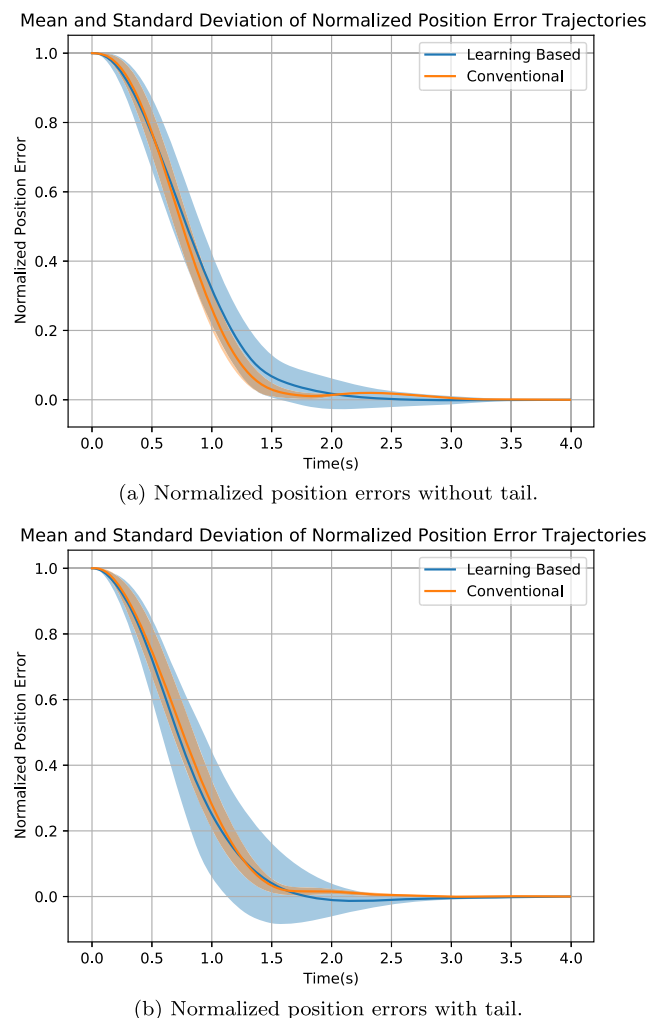 Mean and Standard Deviation of Normalized Position Error Trajectories
Learning Based
Conventional
1.0
0.8
0.6
0.4
0.2
0.0
Normalized Position Error
0.0 0.5 1.0 1.5 2.0 2.5 3.0 3.5 4.0
Time(s)
(a) Normalized position errors without tail.
Mean and Standard Deviation of Normalized Position Error Trajectories
Learning Based
Conventional
1.0
0.8
0.6
0.4
0.2
0.0
Normalized Position Error
0.0 0.5 1.0 1.5 2.0 2.5 3.0 3.5 4.0
Time(s)
(b) Normalized position errors with tail.